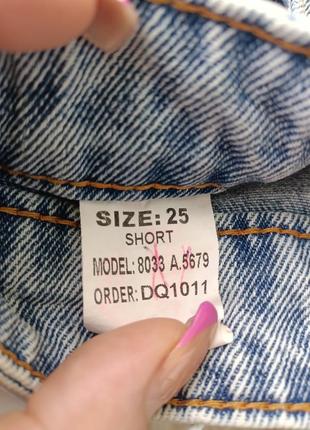 SIZE: 25
SHORT
MODEL: 8033 A.5679
ORDER: DQ1011